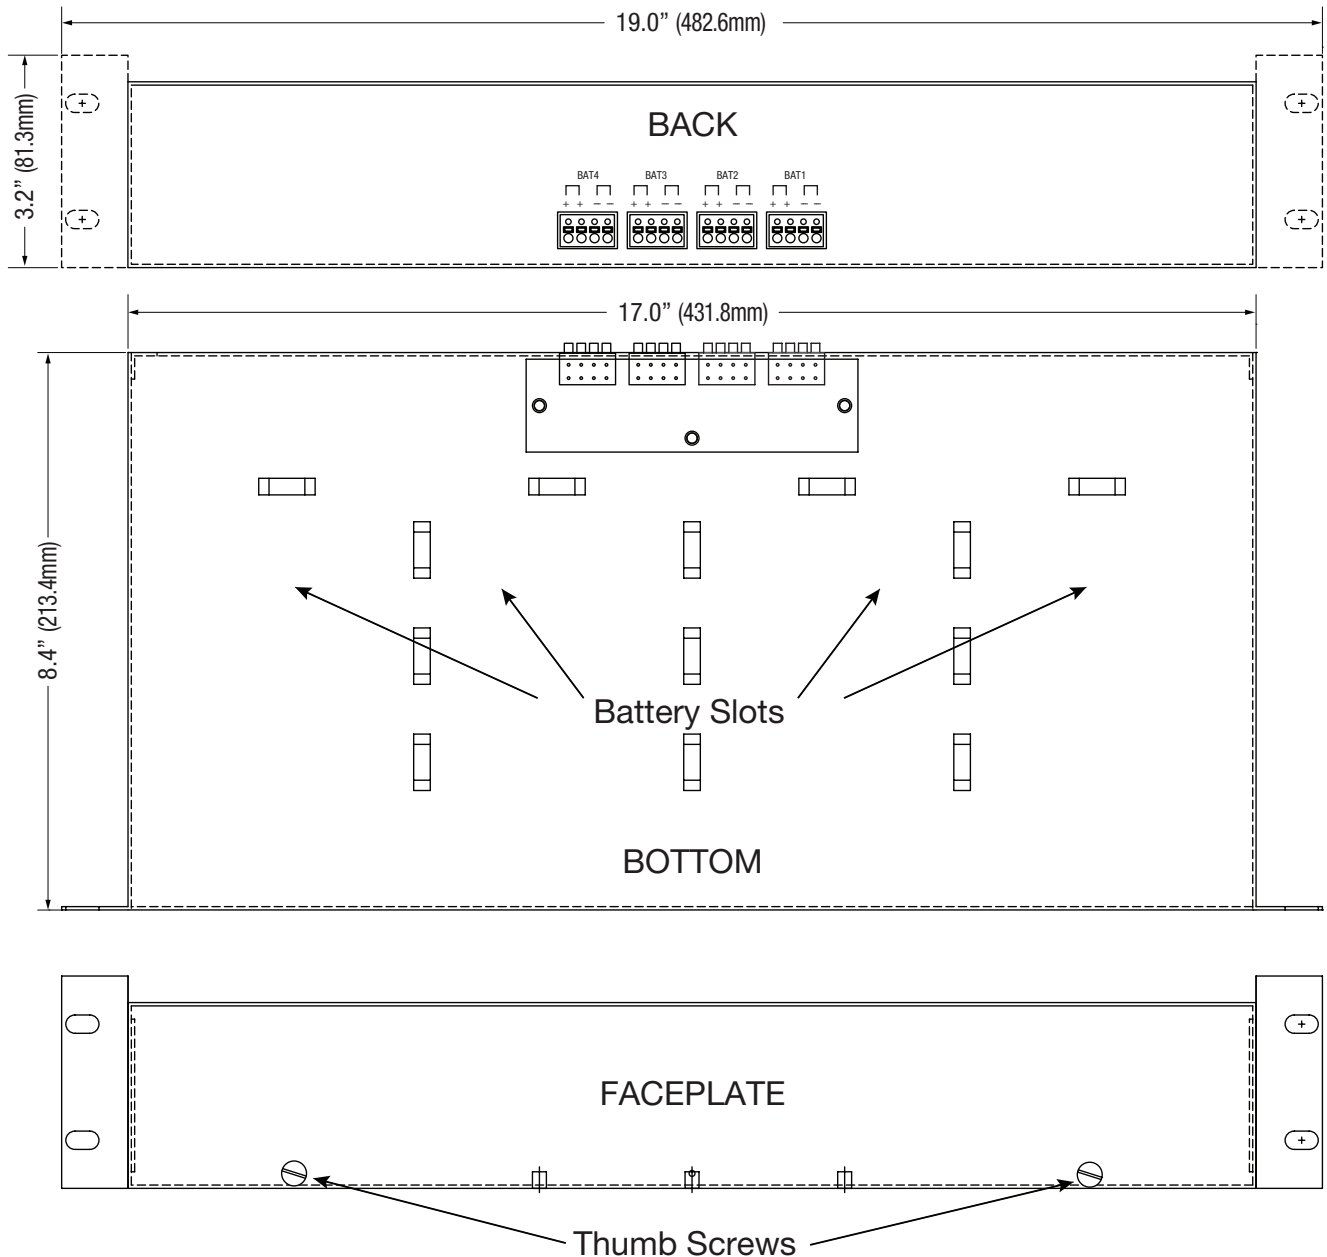 19.0” (482.6mm)
3.2” (81.3mm)
BACK
BAT4 BAT3 BAT2 BAT1
+ + − − + + − − + + − − + + − −
17.0” (431.8mm)
8.4” (213.4mm)
Battery Slots
BOTTOM
FACEPLATE
Thumb Screws